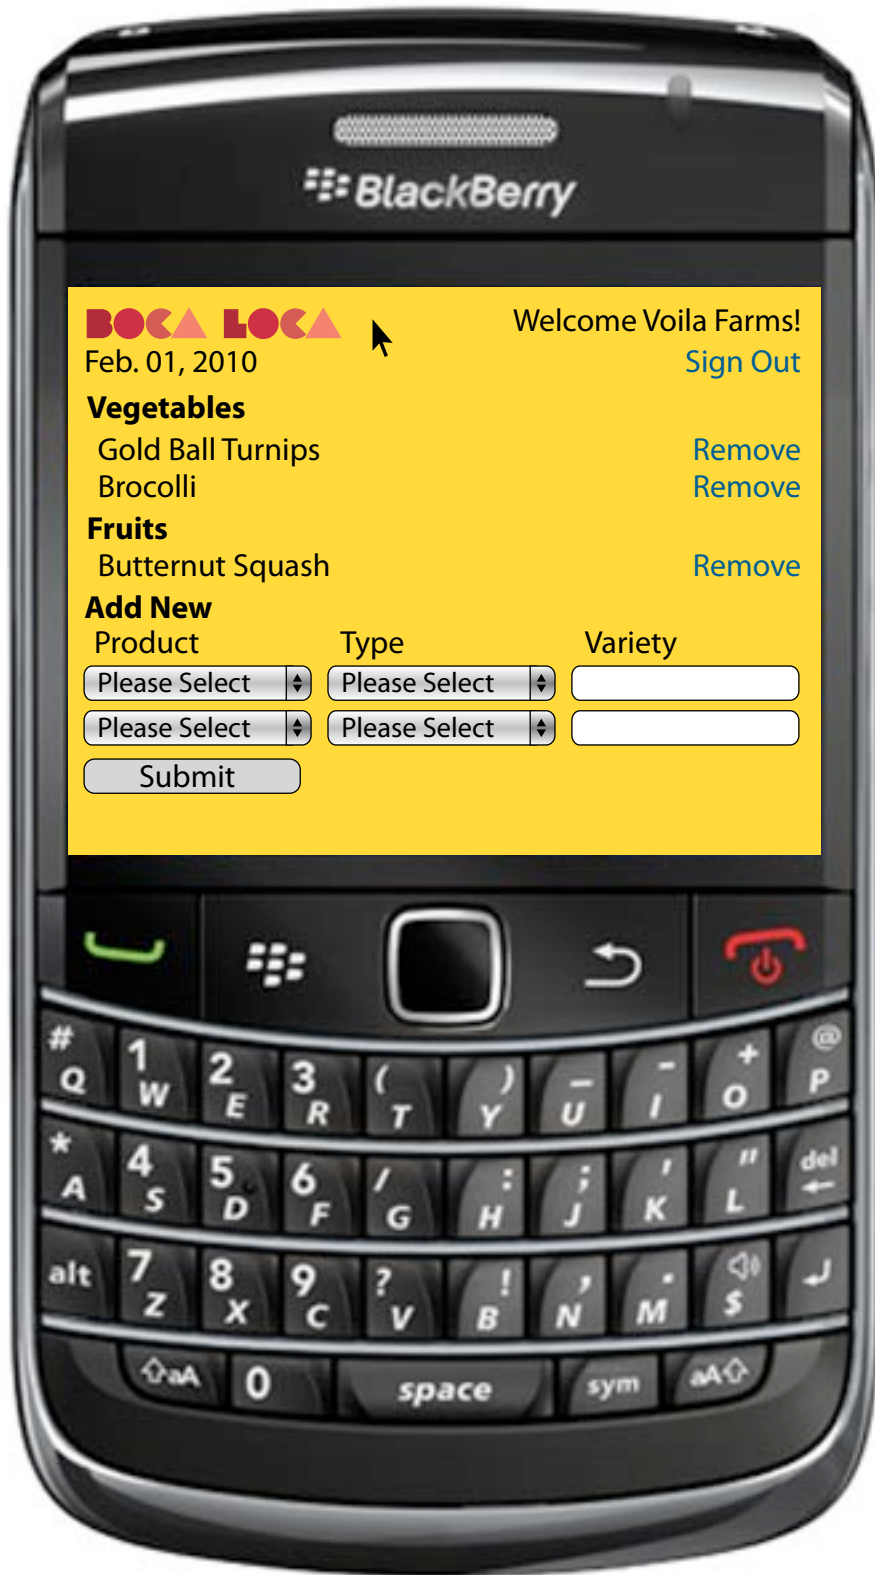 BlackBerry
BOCA LOCA
Welcome Voila Farms!
Feb. 01, 2010
Sign Out
Vegetables
Gold Ball Turnips Remove
Brocolli Remove
Fruits
Butternut Squash Remove
Add New
Product Type Variety
Please Select Please Select
Please Select Please Select
Submit
# 1 2 3 ( ) _ - + @
Q W E R T Y U I O P
* 4 5 6 / : ; ' " del
A S D F G H J K L
alt 7 8 9 ? ! , .
Z X C V B N M $
aA 0 space sym aA